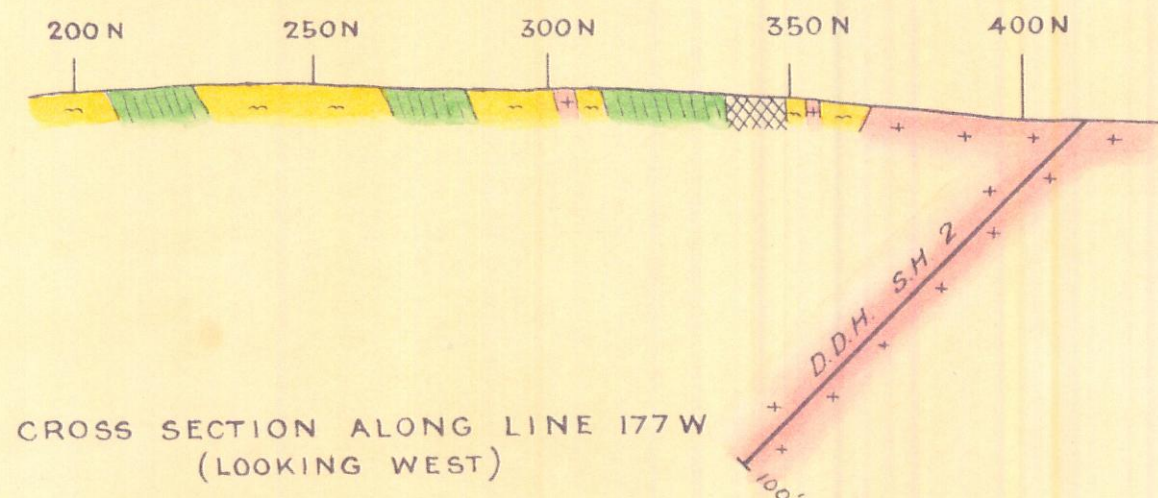 200 N 250 N 300 N 350 N 400 N
D.D.H. S.H. 2
CROSS SECTION ALONG LINE 177 W
(LOOKING WEST)